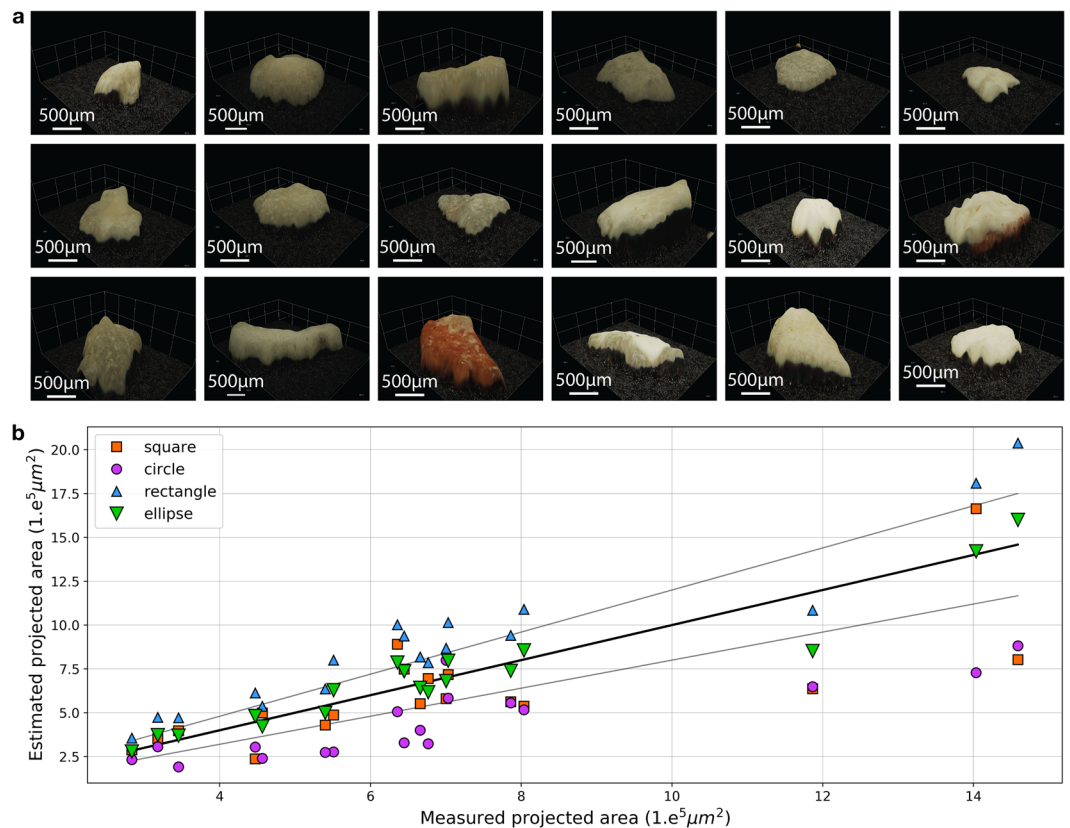 a
500μm 500μm 500μm 500μm 500μm 500μm
500μm 500μm 500μm 500μm 500μm 500μm
500μm 500μm 500μm 500μm 500μm 500μm
b
square
circle
rectangle
ellipse
Estimated projected area (1.e⁵μm²)
20.0
17.5
15.0
12.5
10.0
7.5
5.0
2.5
4 6 8 10 12 14
Measured projected area (1.e⁵μm²)